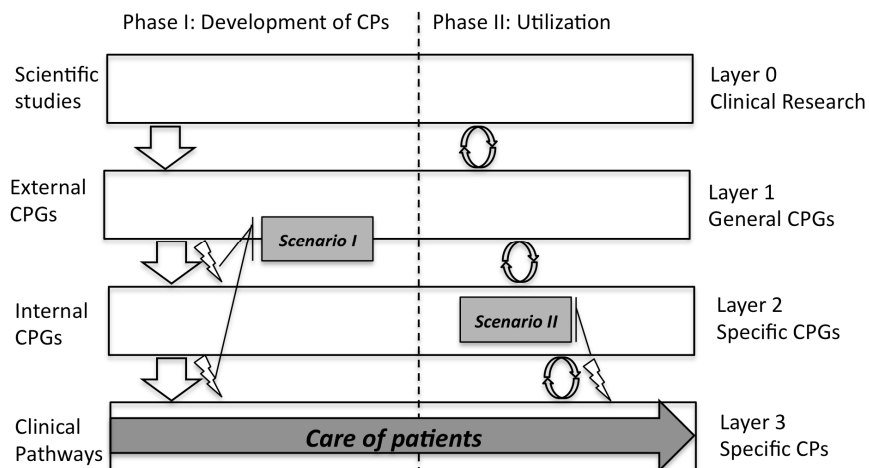 Phase I: Development of CPs
Phase II: Utilization
Scientific
studies
Layer 0
Clinical Research
External
CPGs
Layer 1
General CPGs
Scenario I
Internal
CPGs
Scenario II
Layer 2
Specific CPGs
Clinical
Pathways
Care of patients
Layer 3
Specific CPs